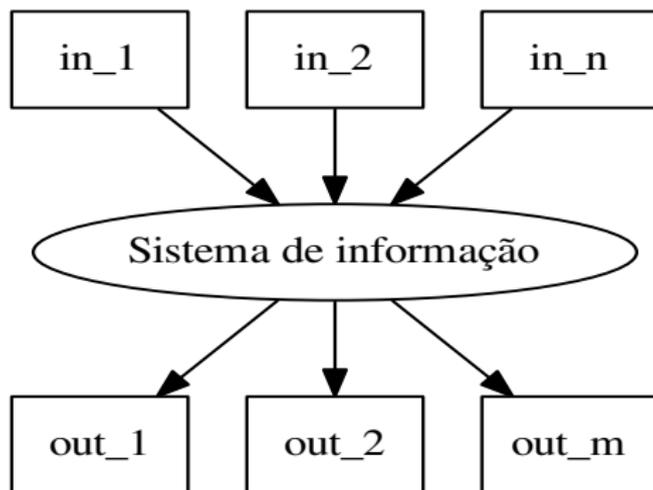 in_1 in_2 in_n
Sistema de informação
out_1 out_2 out_m